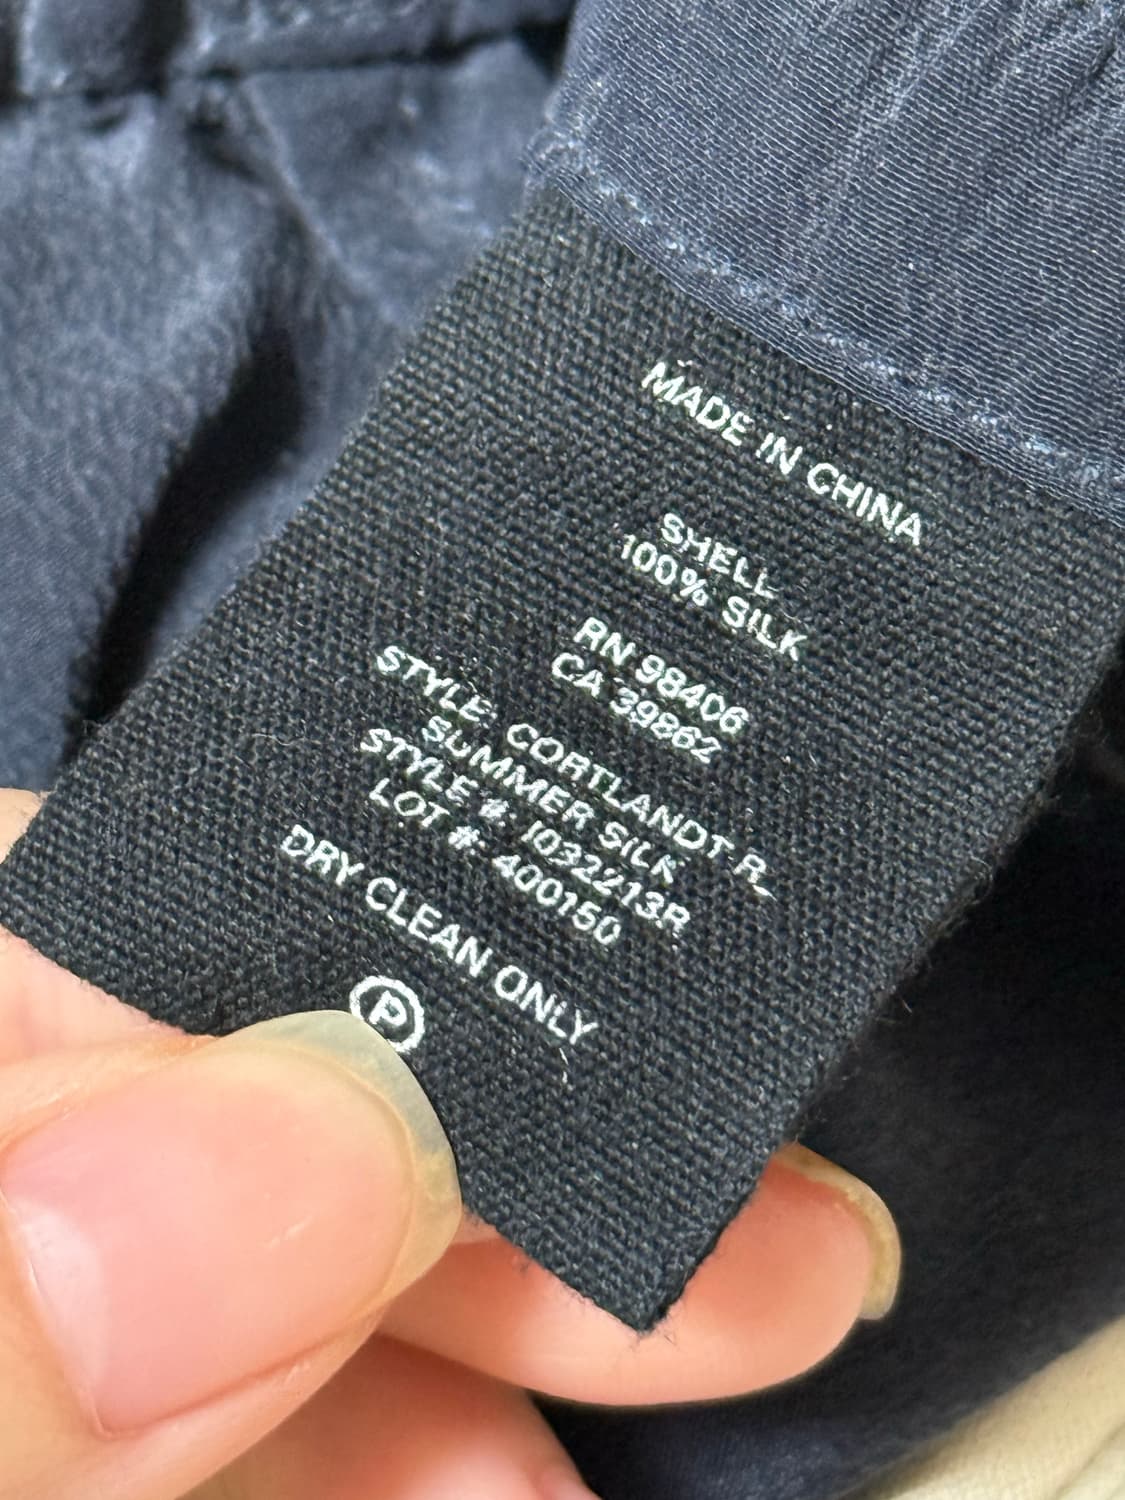 MADE IN CHINA
SHELL
100% SILK
RN 98406
CA 39862
STYLE: CORTLANDT R_
SUMMER SILK
STYLE #: 1032213R
LOT #: 400150
DRY CLEAN ONLY
P